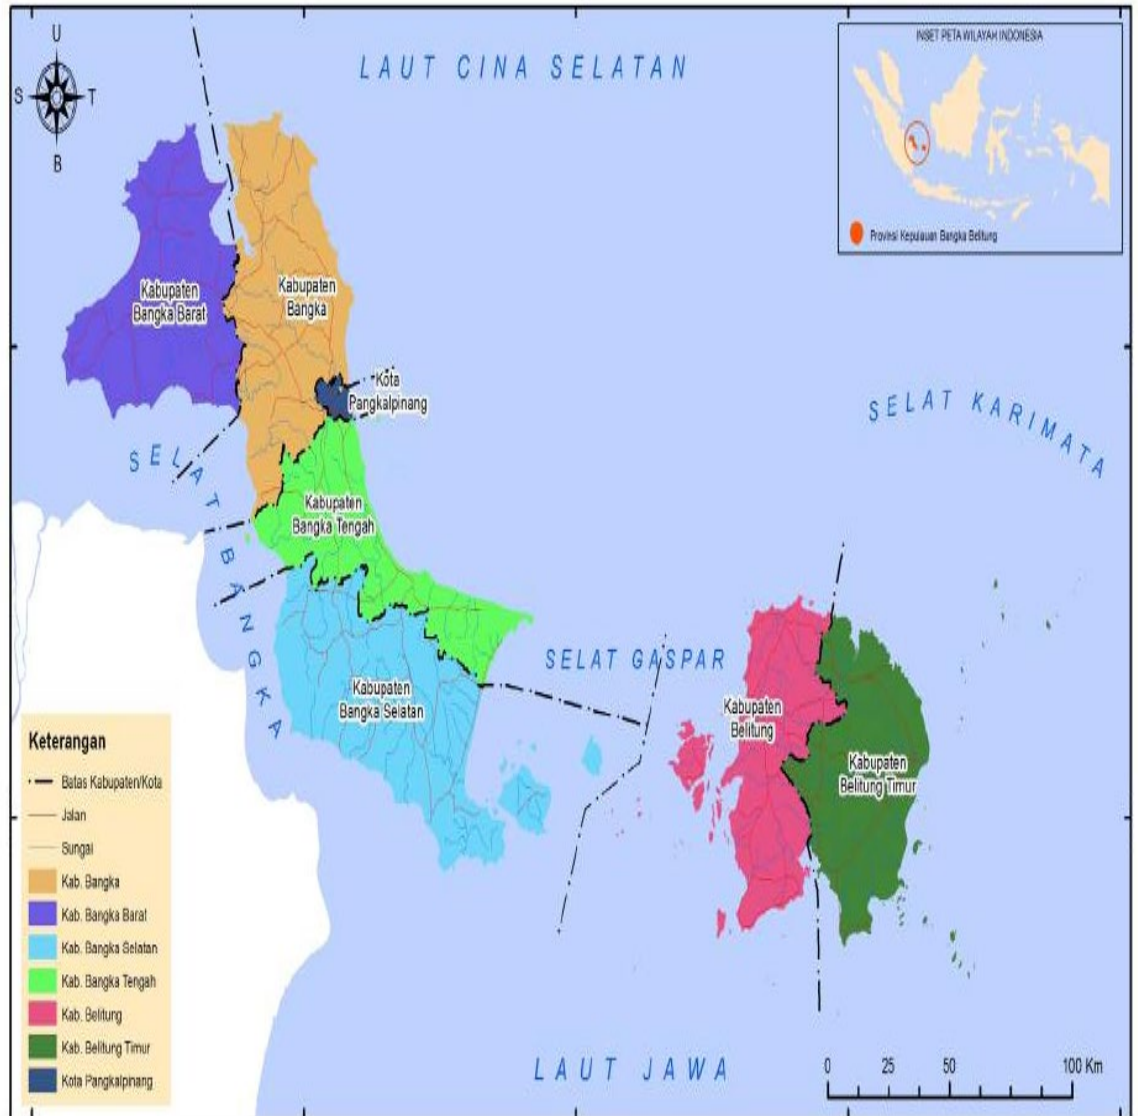 U
S T
B
LAUT CINA SELATAN
INSET PETA WILAYAH INDONESIA
Provinsi Kepulauan Bangka Belitung
Kabupaten
Bangka Barat
Kabupaten
Bangka
Kota
Pangkalpinang
SELAT KARIMATA
SELAT BANGKA
Kabupaten
Bangka Tengah
SELAT GASPAR
Kabupaten
Bangka Selatan
Kabupaten
Belitung
Kabupaten
Belitung Timur
Keterangan
Batas Kabupaten/Kota
Jalan
Sungai
Kab. Bangka
Kab. Bangka Barat
Kab. Bangka Selatan
Kab. Bangka Tengah
Kab. Belitung
Kab. Belitung Timur
Kota Pangkalpinang
LAUT JAWA
0 25 50 100 Km